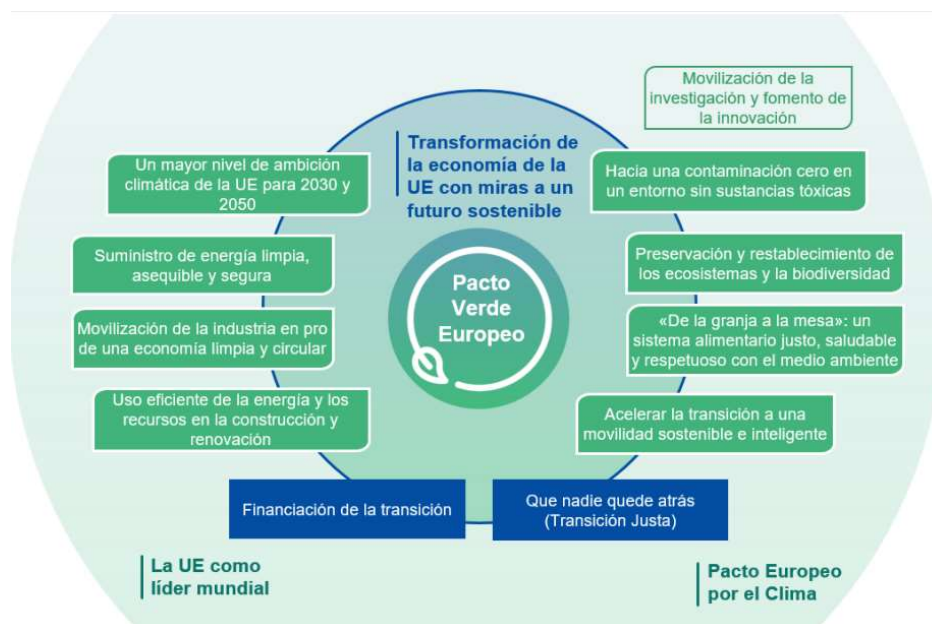 Movilización de la
investigación y fomento de
la innovación
Transformación de
la economía de la
UE con miras a un
futuro sostenible
Un mayor nivel de ambición
climática de la UE para 2030 y
2050
Hacia una contaminación cero en
un entorno sin sustancias tóxicas
Suministro de energía limpia,
asequible y segura
Preservación y restablecimiento de
los ecosistemas y la biodiversidad
Pacto
Verde
Europeo
Movilización de la industria en pro
de una economía limpia y circular
«De la granja a la mesa»: un
sistema alimentario justo, saludable
y respetuoso con el medio ambiente
Uso eficiente de la energía y los
recursos en la construcción y
renovación
Acelerar la transición a una
movilidad sostenible e inteligente
Financiación de la transición
Que nadie quede atrás
(Transición Justa)
La UE como
líder mundial
Pacto Europeo
por el Clima